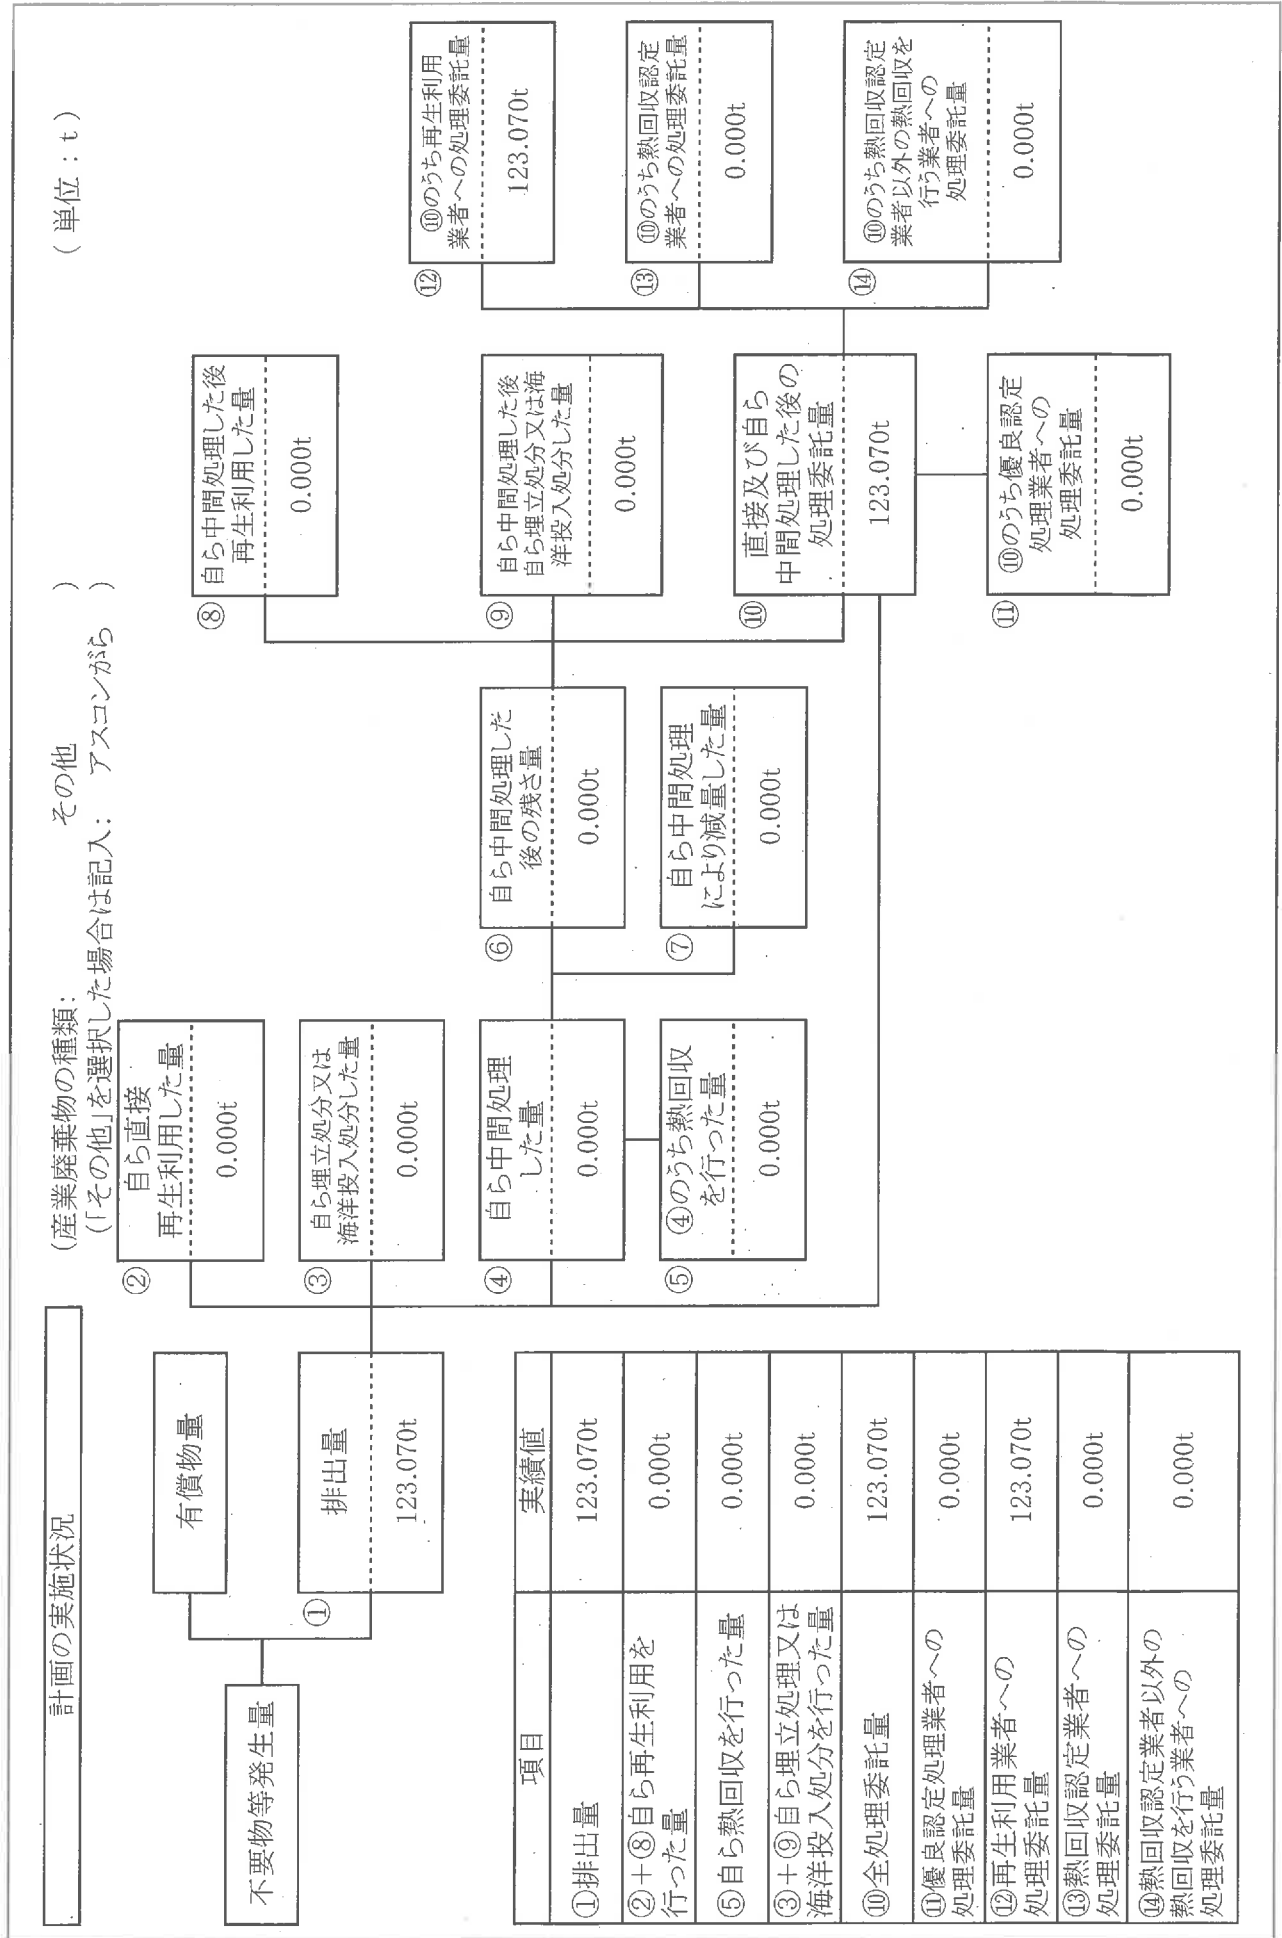 計画の実施状況
(産業廃棄物の種類: その他 )
(「その他」を選択した場合は記入: アスコンがら )
(単位:t)
不要物等発生量
有償物量
①
排出量
123.070t
②
自ら直接
再生利用した量
0.000t
③
自ら埋立処分又は
海洋投入処分した量
0.000t
④
自ら中間処理
した量
0.000t
⑤
④のうち熱回収
を行った量
0.000t
⑥
自ら中間処理した
後の残さ量
0.000t
⑦
自ら中間処理
により減量した量
0.000t
⑧
自ら中間処理した後
再生利用した量
0.000t
⑨
自ら中間処理した後
自ら埋立処分又は海
洋投入処分した量
0.000t
⑩
直接及び自ら
中間処理した後の
処理委託量
123.070t
⑪
⑩のうち優良認定
処理業者への
処理委託量
0.000t
⑫
⑩のうち再生利用
業者への処理委託量
123.070t
⑬
⑩のうち熱回収認定
業者への処理委託量
0.000t
⑭
⑩のうち熱回収認定
業者以外の熱回収を
行う業者への
処理委託量
0.000t
項目 実績値
①排出量 123.070t
②+⑧自ら再生利用を
行った量 0.000t
⑤自ら熱回収を行った量 0.000t
③+⑨自ら埋立処理又は
海洋投入処分を行った量 0.000t
⑩全処理委託量 123.070t
⑪優良認定処理業者への
処理委託量 0.000t
⑫再生利用業者への
処理委託量 123.070t
⑬熱回収認定業者への
処理委託量 0.000t
⑭熱回収認定業者以外の
熱回収を行う業者への
処理委託量 0.000t